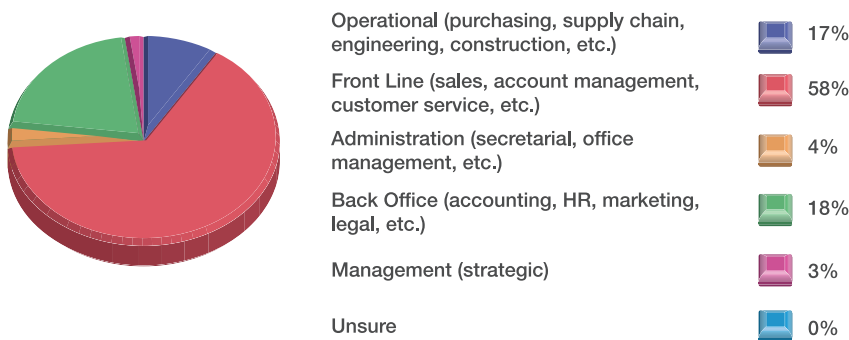 Operational (purchasing, supply chain,
engineering, construction, etc.)
17%
Front Line (sales, account management,
customer service, etc.)
58%
Administration (secretarial, office
management, etc.)
4%
Back Office (accounting, HR, marketing,
legal, etc.)
18%
Management (strategic)
3%
Unsure
0%